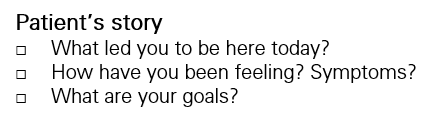 Patient's story
□ What led you to be here today?
□ How have you been feeling? Symptoms?
□ What are your goals?